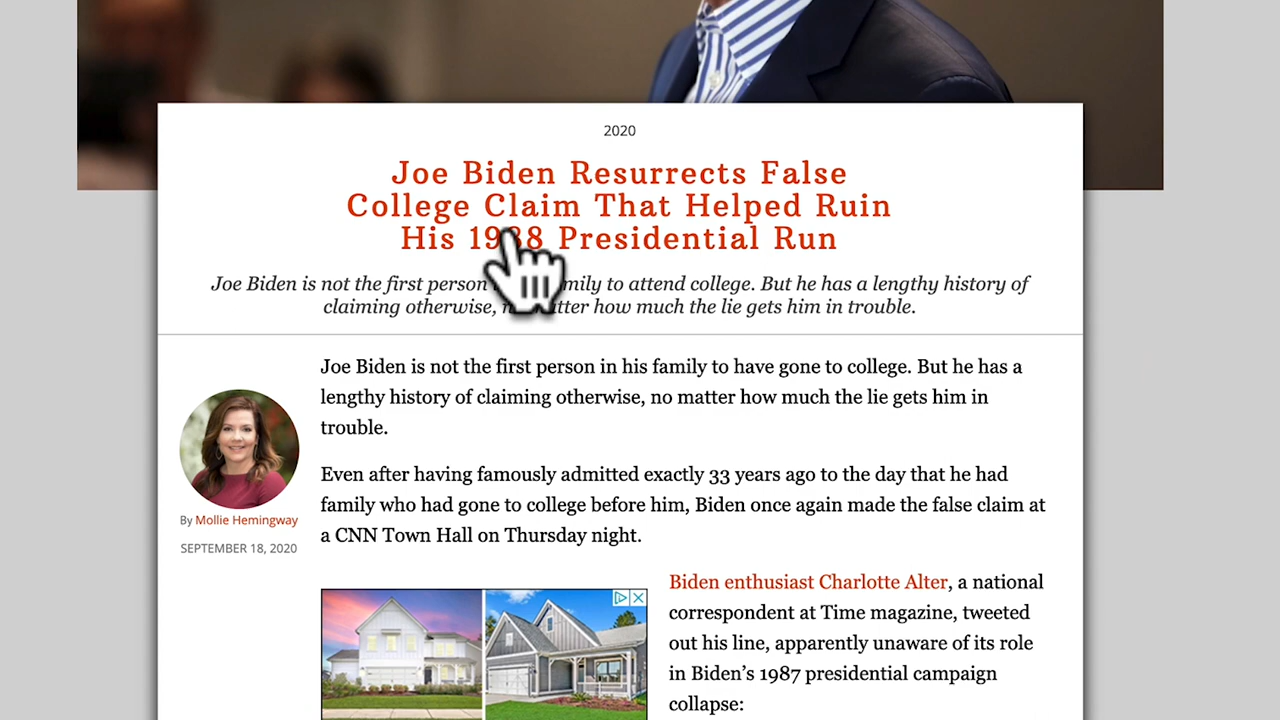 2020
Joe Biden Resurrects False
College Claim That Helped Ruin
His 1988 Presidential Run
Joe Biden is not the first person family to attend college. But he has a lengthy history of
claiming otherwise, matter how much the lie gets him in trouble.
Joe Biden is not the first person in his family to have gone to college. But he has a
lengthy history of claiming otherwise, no matter how much the lie gets him in
trouble.
Even after having famously admitted exactly 33 years ago to the day that he had
family who had gone to college before him, Biden once again made the false claim at
a CNN Town Hall on Thursday night.
By Mollie Hemingway
SEPTEMBER 18, 2020
Biden enthusiast Charlotte Alter, a national
correspondent at Time magazine, tweeted
out his line, apparently unaware of its role
in Biden's 1987 presidential campaign
collapse: